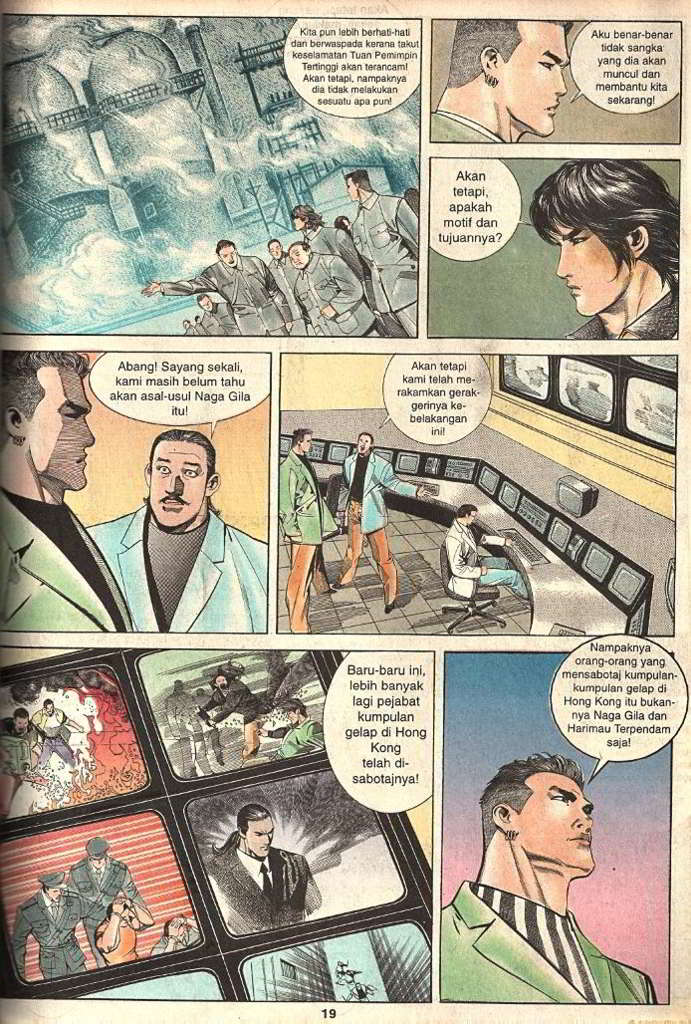 Kita pun lebih berhati-hati
dan berwaspada kerana takut
keselamatan Tuan Pemimpin
Tertinggi akan terancam!
Akan tetapi, nampaknya
dia tidak melakukan
sesuatu apa pun!
Aku benar-benar
tidak sangka
yang dia akan
muncul dan
membantu kita
sekarang!
Akan
tetapi,
apakah
motif dan
tujuannya?
Abang! Sayang sekali,
kami masih belum tahu
akan asal-usul Naga Gila
itu!
Akan tetapi
kami telah me-
rakamkan gerak-
gerinya ke-
belakangan
ini!
Baru-baru ini,
lebih banyak
lagi pejabat
kumpulan
gelap di Hong
Kong
telah di-
sabotajnya!
Nampaknya
orang-orang yang
mensabotaj kumpulan-
kumpulan gelap di
Hong Kong itu bukan-
nya Naga Gila dan
Harimau Terpendam
saja!
19